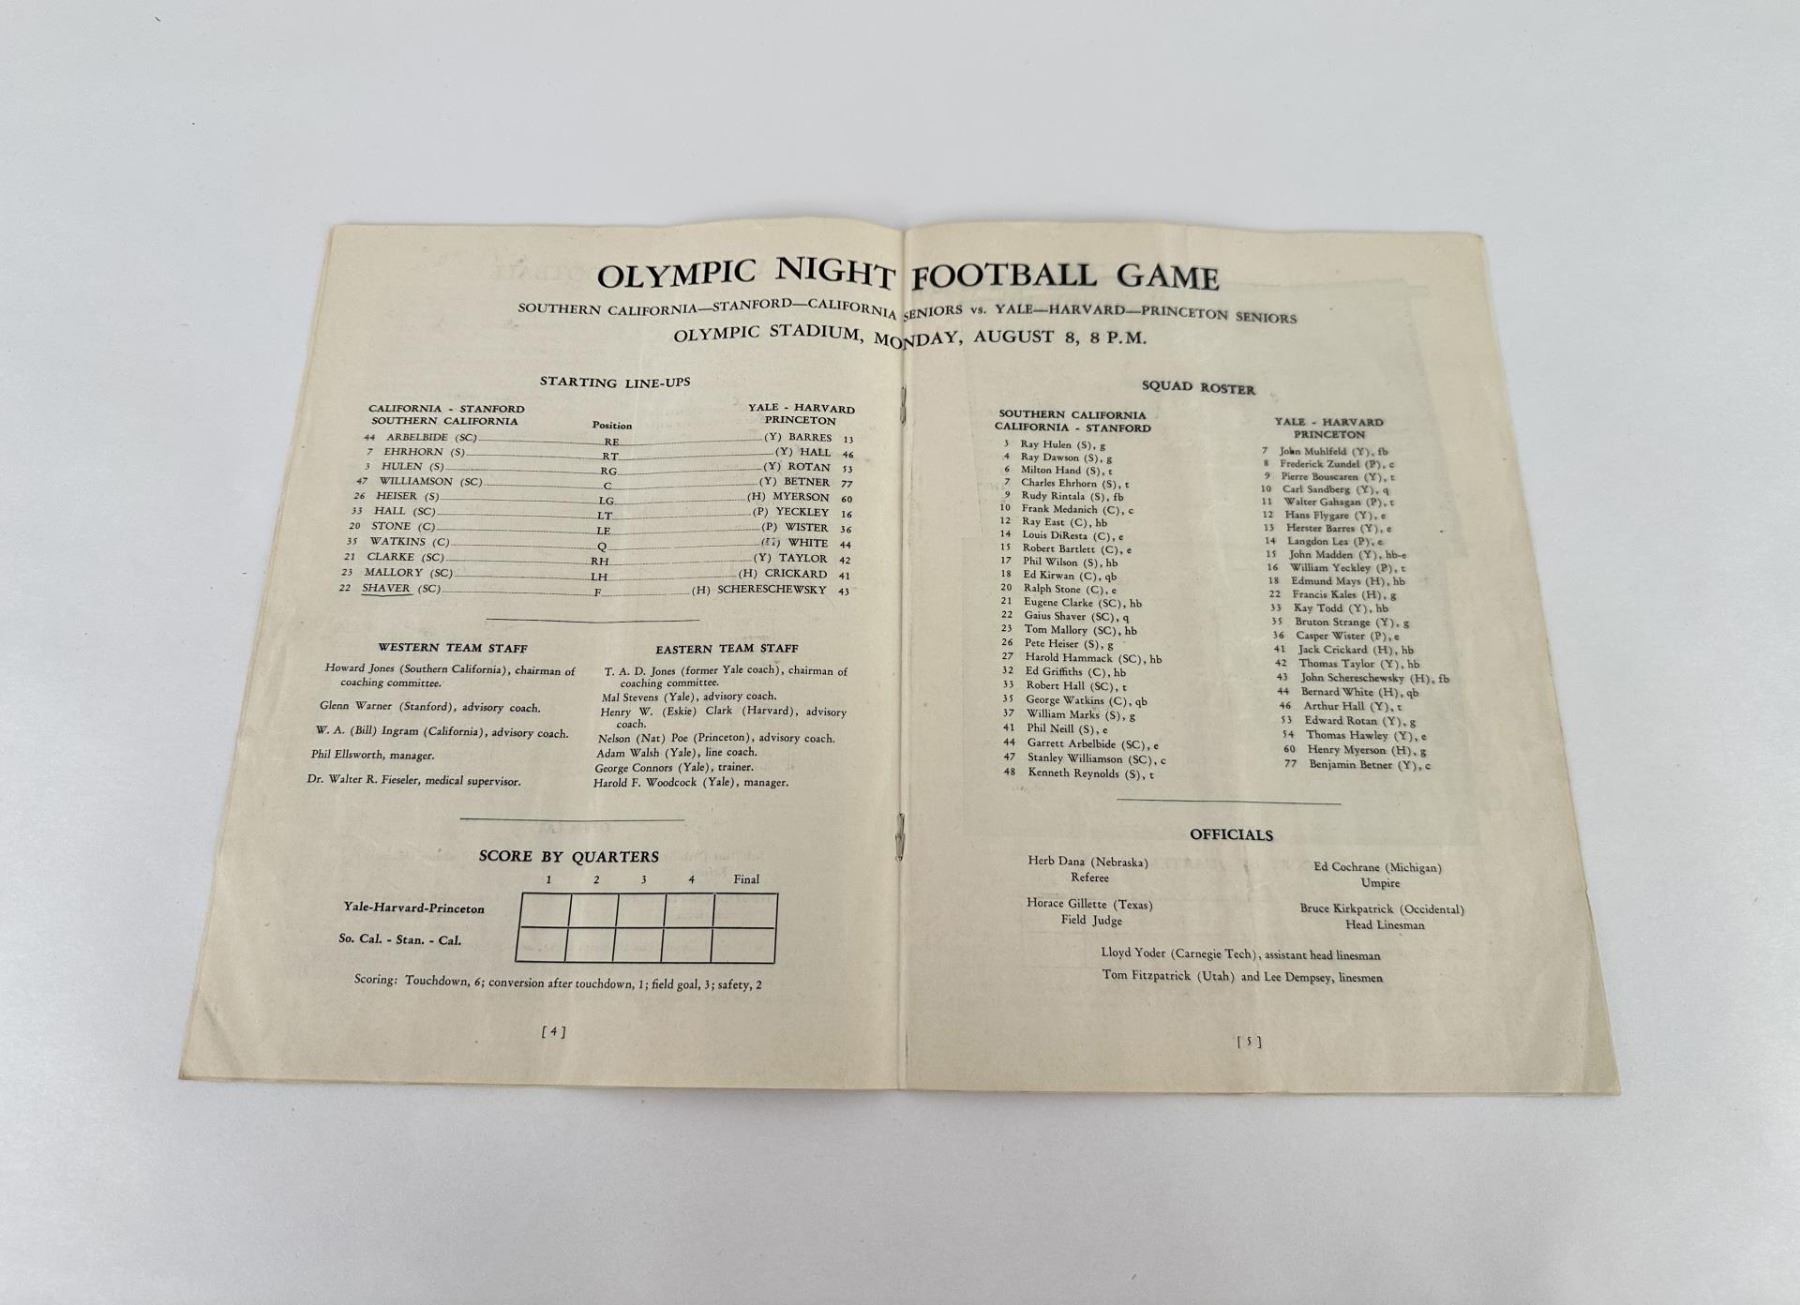 OLYMPIC NIGHT FOOTBALL GAME
SOUTHERN CALIFORNIA—STANFORD—CALIFORNIA SENIORS vs. YALE—HARVARD—PRINCETON SENIORS
OLYMPIC STADIUM, MONDAY, AUGUST 8, 8 P.M.
STARTING LINE-UPS
CALIFORNIA - STANFORD
SOUTHERN CALIFORNIA
Position
YALE - HARVARD
PRINCETON
44 ARBELBIDE (SC) RE (Y) BARRES 13
7 EHRHORN (S) RT (Y) HALL 46
3 HULEN (S) RG (Y) ROTAN 53
47 WILLIAMSON (SC) C (Y) BETNER 77
26 HEISER (S) LG (H) MYERSON 60
33 HALL (SC) LT (P) YECKLEY 16
20 STONE (C) LE (P) WISTER 36
35 WATKINS (C) Q WHITE 44
21 CLARKE (SC) RH (Y) TAYLOR 42
23 MALLORY (SC) LH (H) CRICKARD 41
22 SHAVER (SC) F (H) SCHERESCHEWSKY 43
WESTERN TEAM STAFF
Howard Jones (Southern California), chairman of
coaching committee.
Glenn Warner (Stanford), advisory coach.
W. A. (Bill) Ingram (California), advisory coach.
Phil Ellsworth, manager.
Dr. Walter R. Fieseler, medical supervisor.
EASTERN TEAM STAFF
T. A. D. Jones (former Yale coach), chairman of
coaching committee.
Mal Stevens (Yale), advisory coach.
Henry W. (Eskie) Clark (Harvard), advisory
coach.
Nelson (Nat) Poe (Princeton), advisory coach.
Adam Walsh (Yale), line coach.
George Connors (Yale), trainer.
Harold F. Woodcock (Yale), manager.
SCORE BY QUARTERS
1 2 3 4 Final
Yale-Harvard-Princeton
So. Cal. - Stan. - Cal.
Scoring: Touchdown, 6; conversion after touchdown, 1; field goal, 3; safety, 2
[ 4 ]
SQUAD ROSTER
SOUTHERN CALIFORNIA
CALIFORNIA - STANFORD
3 Ray Hulen (S), g
4 Ray Dawson (S), g
6 Milton Hand (S), t
7 Charles Ehrhorn (S), t
9 Rudy Rintala (S), fb
10 Frank Medanich (C), c
12 Ray East (C), hb
14 Louis DiResta (C), e
15 Robert Bartlett (C), e
17 Phil Wilson (S), hb
18 Ed Kirwan (C), qb
20 Ralph Stone (C), e
21 Eugene Clarke (SC), hb
22 Gaius Shaver (SC), q
23 Tom Mallory (SC), hb
26 Pete Heiser (S), g
27 Harold Hammack (SC), hb
32 Ed Griffiths (C), hb
33 Robert Hall (SC), t
35 George Watkins (C), qb
37 William Marks (S), g
41 Phil Neill (S), e
44 Garrett Arbelbide (SC), e
47 Stanley Williamson (SC), c
48 Kenneth Reynolds (S), t
YALE - HARVARD
PRINCETON
7 John Muhlfeld (Y), fb
8 Frederick Zundel (P), c
9 Pierre Bouscaren (Y), t
10 Carl Sandberg (Y), q
11 Walter Gahagan (P), t
12 Hans Flygare (Y), e
13 Herster Barres (Y), e
14 Langdon Lea (P), e
15 John Madden (Y), hb-e
16 William Yeckley (P), t
18 Edmund Mays (H), hb
22 Francis Kales (H), g
33 Kay Todd (Y), hb
35 Bruton Strange (Y), g
36 Casper Wister (P), e
41 Jack Crickard (H), hb
42 Thomas Taylor (Y), hb
43 John Schereschewsky (H), fb
44 Bernard White (H), qb
46 Arthur Hall (Y), t
53 Edward Rotan (Y), g
54 Thomas Hawley (Y), e
60 Henry Myerson (H), g
77 Benjamin Betner (Y), c
OFFICIALS
Herb Dana (Nebraska)
Referee
Ed Cochrane (Michigan)
Umpire
Horace Gillette (Texas)
Field Judge
Bruce Kirkpatrick (Occidental)
Head Linesman
Lloyd Yoder (Carnegie Tech), assistant head linesman
Tom Fitzpatrick (Utah) and Lee Dempsey, linesmen
[ 5 ]